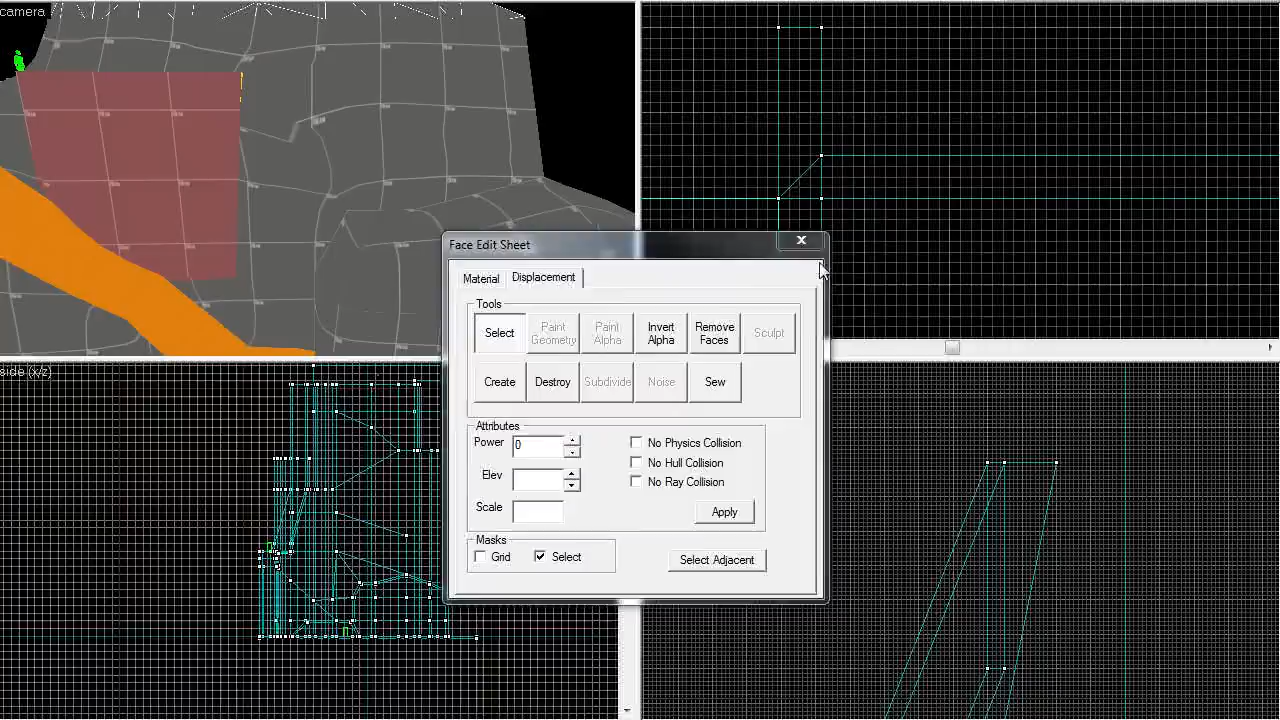 camera
Face Edit Sheet
Material Displacement
Tools
Select Paint Geometry Paint Alpha Invert Alpha Remove Faces Sculpt
Create Destroy Subdivide Noise Sew
Attributes
Power 0 No Physics Collision
Elev No Hull Collision
No Ray Collision
Scale Apply
Masks
Grid Select Select Adjacent
side (x/z)